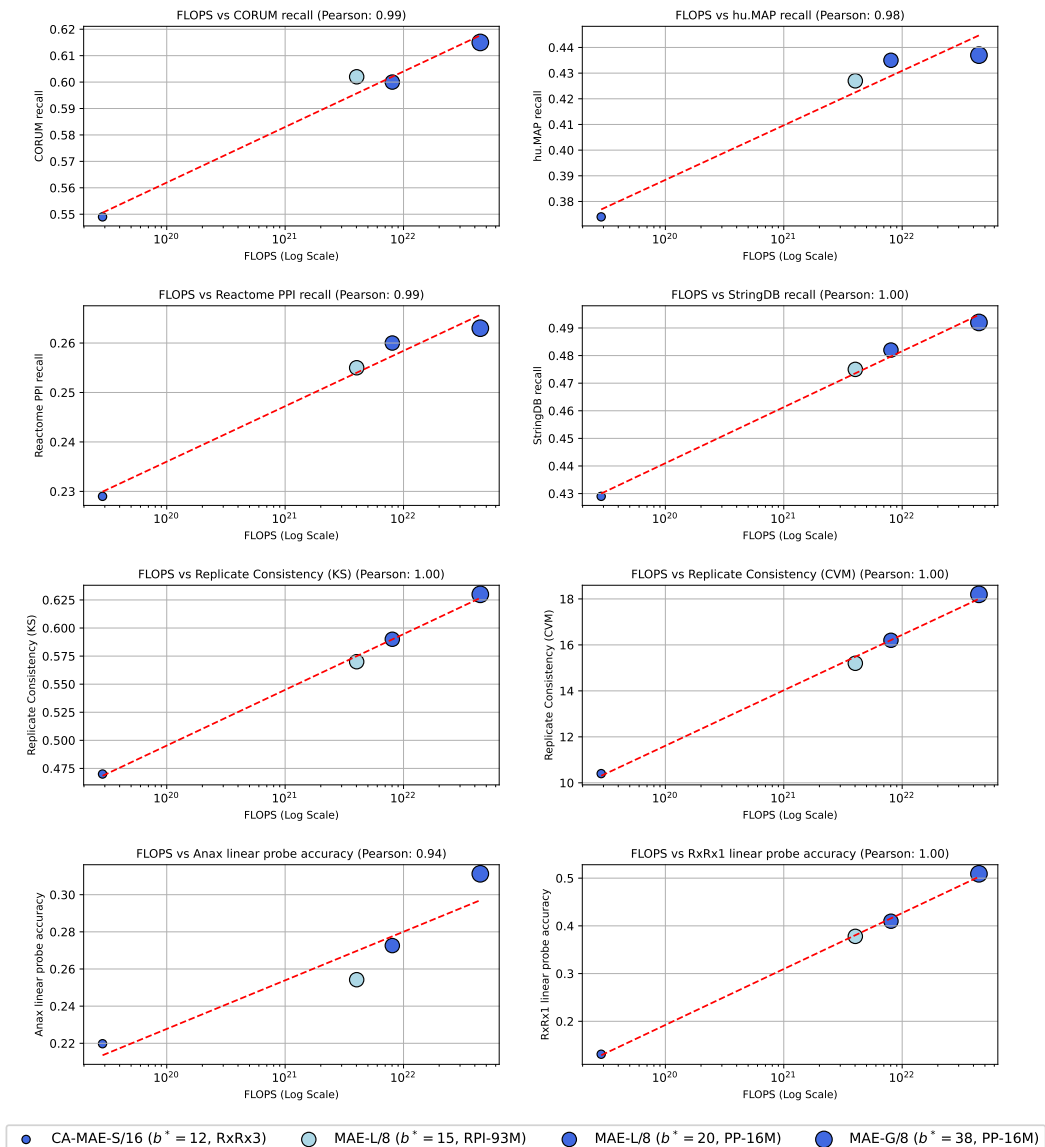 FLOPS vs CORUM recall (Pearson: 0.99)
CORUM recall
0.62
0.61
0.60
0.59
0.58
0.57
0.56
0.55
10^20
10^21
10^22
FLOPS (Log Scale)
FLOPS vs hu.MAP recall (Pearson: 0.98)
hu.MAP recall
0.44
0.43
0.42
0.41
0.40
0.39
0.38
10^20
10^21
10^22
FLOPS (Log Scale)
FLOPS vs Reactome PPI recall (Pearson: 0.99)
Reactome PPI recall
0.26
0.25
0.24
0.23
10^20
10^21
10^22
FLOPS (Log Scale)
FLOPS vs StringDB recall (Pearson: 1.00)
StringDB recall
0.49
0.48
0.47
0.46
0.45
0.44
0.43
10^20
10^21
10^22
FLOPS (Log Scale)
FLOPS vs Replicate Consistency (KS) (Pearson: 1.00)
Replicate Consistency (KS)
0.625
0.600
0.575
0.550
0.525
0.500
0.475
10^20
10^21
10^22
FLOPS (Log Scale)
FLOPS vs Replicate Consistency (CVM) (Pearson: 1.00)
Replicate Consistency (CVM)
18
16
14
12
10
10^20
10^21
10^22
FLOPS (Log Scale)
FLOPS vs Anax linear probe accuracy (Pearson: 0.94)
Anax linear probe accuracy
0.30
0.28
0.26
0.24
0.22
10^20
10^21
10^22
FLOPS (Log Scale)
FLOPS vs RxRx1 linear probe accuracy (Pearson: 1.00)
RxRx1 linear probe accuracy
0.5
0.4
0.3
0.2
10^20
10^21
10^22
FLOPS (Log Scale)
CA-MAE-S/16 (b* = 12, RxRx3) MAE-L/8 (b* = 15, RPI-93M) MAE-L/8 (b* = 20, PP-16M) MAE-G/8 (b* = 38, PP-16M)